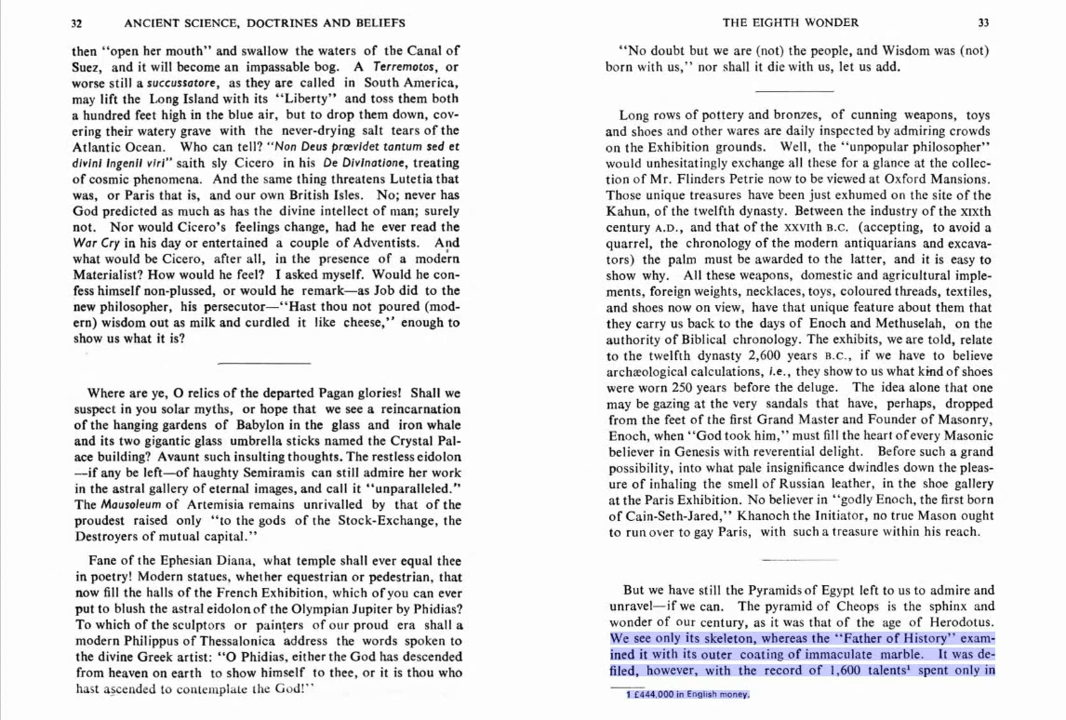 32 ANCIENT SCIENCE, DOCTRINES AND BELIEFS
then “open her mouth” and swallow the waters of the Canal of
Suez, and it will become an impassable bog. A Terremotos, or
worse still a succussatore, as they are called in South America,
may lift the Long Island with its “Liberty” and toss them both
a hundred feet high in the blue air, but to drop them down, cov-
ering their watery grave with the never-drying salt tears of the
Atlantic Ocean. Who can tell? “Non Deus prævidet tantum sed et
divini ingenii viri” saith sly Cicero in his De Divinatione, treating
of cosmic phenomena. And the same thing threatens Lutetia that
was, or Paris that is, and our own British Isles. No; never has
God predicted as much as has the divine intellect of man; surely
not. Nor would Cicero’s feelings change, had he ever read the
War Cry in his day or entertained a couple of Adventists. And
what would be Cicero, after all, in the presence of a modern
Materialist? How would he feel? I asked myself. Would he con-
fess himself non-plussed, or would he remark—as Job did to the
new philosopher, his persecutor—“Hast thou not poured (mod-
ern) wisdom out as milk and curdled it like cheese,” enough to
show us what it is?
Where are ye, O relics of the departed Pagan glories! Shall we
suspect in you solar myths, or hope that we see a reincarnation
of the hanging gardens of Babylon in the glass and iron whale
and its two gigantic glass umbrella sticks named the Crystal Pal-
ace building? Avaunt such insulting thoughts. The restless eidolon
—if any be left—of haughty Semiramis can still admire her work
in the astral gallery of eternal images, and call it “unparalleled.”
The Mausoleum of Artemisia remains unrivalled by that of the
proudest raised only “to the gods of the Stock-Exchange, the
Destroyers of mutual capital.”
Fane of the Ephesian Diana, what temple shall ever equal thee
in poetry! Modern statues, whether equestrian or pedestrian, that
now fill the halls of the French Exhibition, which of you can ever
put to blush the astral eidolon of the Olympian Jupiter by Phidias?
To which of the sculptors or painters of our proud era shall a
modern Philippus of Thessalonica address the words spoken to
the divine Greek artist: “O Phidias, either the God has descended
from heaven on earth to show himself to thee, or it is thou who
hast ascended to contemplate the God!”
THE EIGHTH WONDER 33
“No doubt but we are (not) the people, and Wisdom was (not)
born with us,” nor shall it die with us, let us add.
Long rows of pottery and bronzes, of cunning weapons, toys
and shoes and other wares are daily inspected by admiring crowds
on the Exhibition grounds. Well, the “unpopular philosopher”
would unhesitatingly exchange all these for a glance at the collec-
tion of Mr. Flinders Petrie now to be viewed at Oxford Mansions.
Those unique treasures have been just exhumed on the site of the
Kahun, of the twelfth dynasty. Between the industry of the XIXth
century A.D., and that of the XXVIth B.C. (accepting, to avoid a
quarrel, the chronology of the modern antiquarians and excava-
tors) the palm must be awarded to the latter, and it is easy to
show why. All these weapons, domestic and agricultural imple-
ments, foreign weights, necklaces, toys, coloured threads, textiles,
and shoes now on view, have that unique feature about them that
they carry us back to the days of Enoch and Methuselah, on the
authority of Biblical chronology. The exhibits, we are told, relate
to the twelfth dynasty 2,600 years B.C., if we have to believe
archæological calculations, i.e., they show to us what kind of shoes
were worn 250 years before the deluge. The idea alone that one
may be gazing at the very sandals that have, perhaps, dropped
from the feet of the first Grand Master and Founder of Masonry,
Enoch, when “God took him,” must fill the heart of every Masonic
believer in Genesis with reverential delight. Before such a grand
possibility, into what pale insignificance dwindles down the pleas-
ure of inhaling the smell of Russian leather, in the shoe gallery
at the Paris Exhibition. No believer in “godly Enoch, the first born
of Cain-Seth-Jared,” Khanoch the Initiator, no true Mason ought
to run over to gay Paris, with such a treasure within his reach.
But we have still the Pyramids of Egypt left to us to admire and
unravel—if we can. The pyramid of Cheops is the sphinx and
wonder of our century, as it was that of the age of Herodotus.
We see only its skeleton, whereas the “Father of History” exam-
ined it with its outer coating of immaculate marble. It was de-
filed, however, with the record of 1,600 talents¹ spent only in
1 £444,000 in English money.